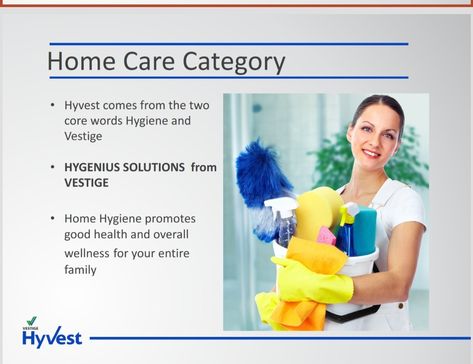 Home Care Category
• Hyvest comes from the two
core words Hygiene and
Vestige
• HYGENIUS SOLUTIONS from
VESTIGE
• Home Hygiene promotes
good health and overall
wellness for your entire
family
VESTIGE
HyVest